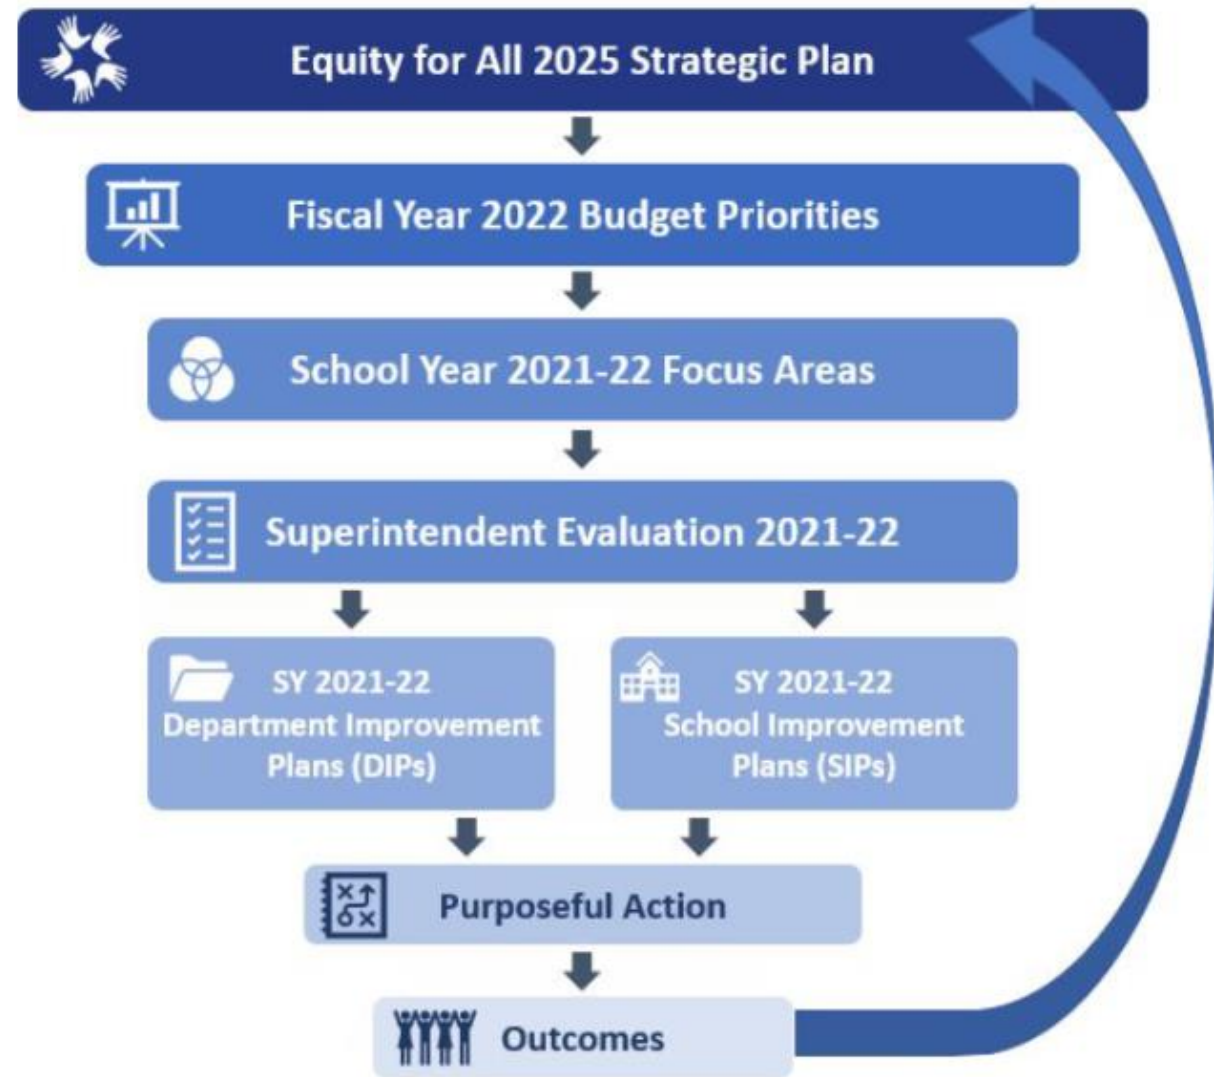 Equity for All 2025 Strategic Plan
Fiscal Year 2022 Budget Priorities
School Year 2021-22 Focus Areas
Superintendent Evaluation 2021-22
SY 2021-22
Department Improvement
Plans (DIPs)
SY 2021-22
School Improvement
Plans (SIPs)
Purposeful Action
Outcomes